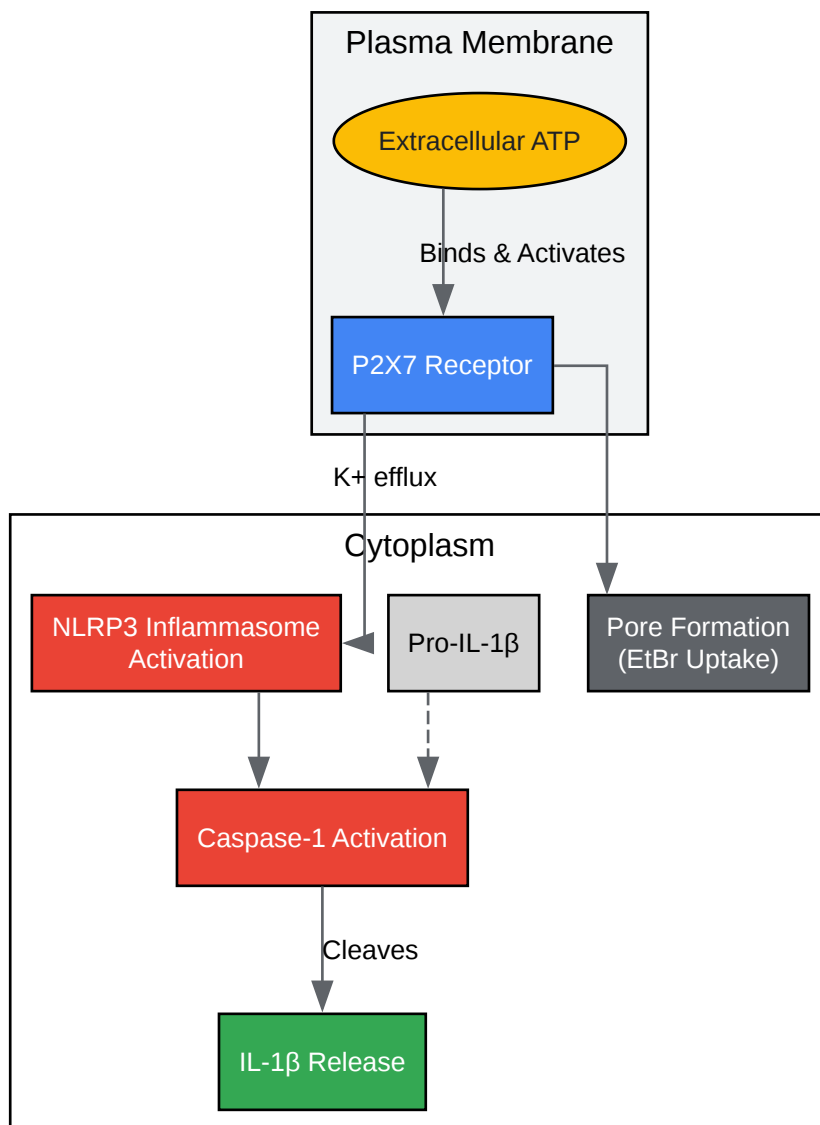 Plasma Membrane
Extracellular ATP
Binds & Activates
P2X7 Receptor
K+ efflux
Cytoplasm
NLRP3 Inflammasome
Activation
Pro-IL-1β
Pore Formation
(EtBr Uptake)
Caspase-1 Activation
Cleaves
IL-1β Release